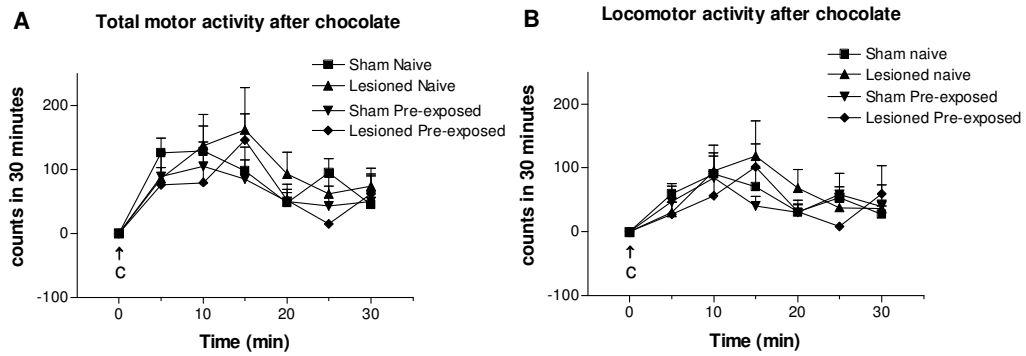 A
Total motor activity after chocolate
Sham Naive
Lesioned Naive
Sham Pre-exposed
Lesioned Pre-exposed
counts in 30 minutes
200
100
0
-100
C
0
10
20
30
Time (min)
B
Locomotor activity after chocolate
Sham naive
Lesioned naive
Sham Pre-exposed
Lesioned Pre-exposed
counts in 30 minutes
200
100
0
-100
C
0
10
20
30
Time (min)